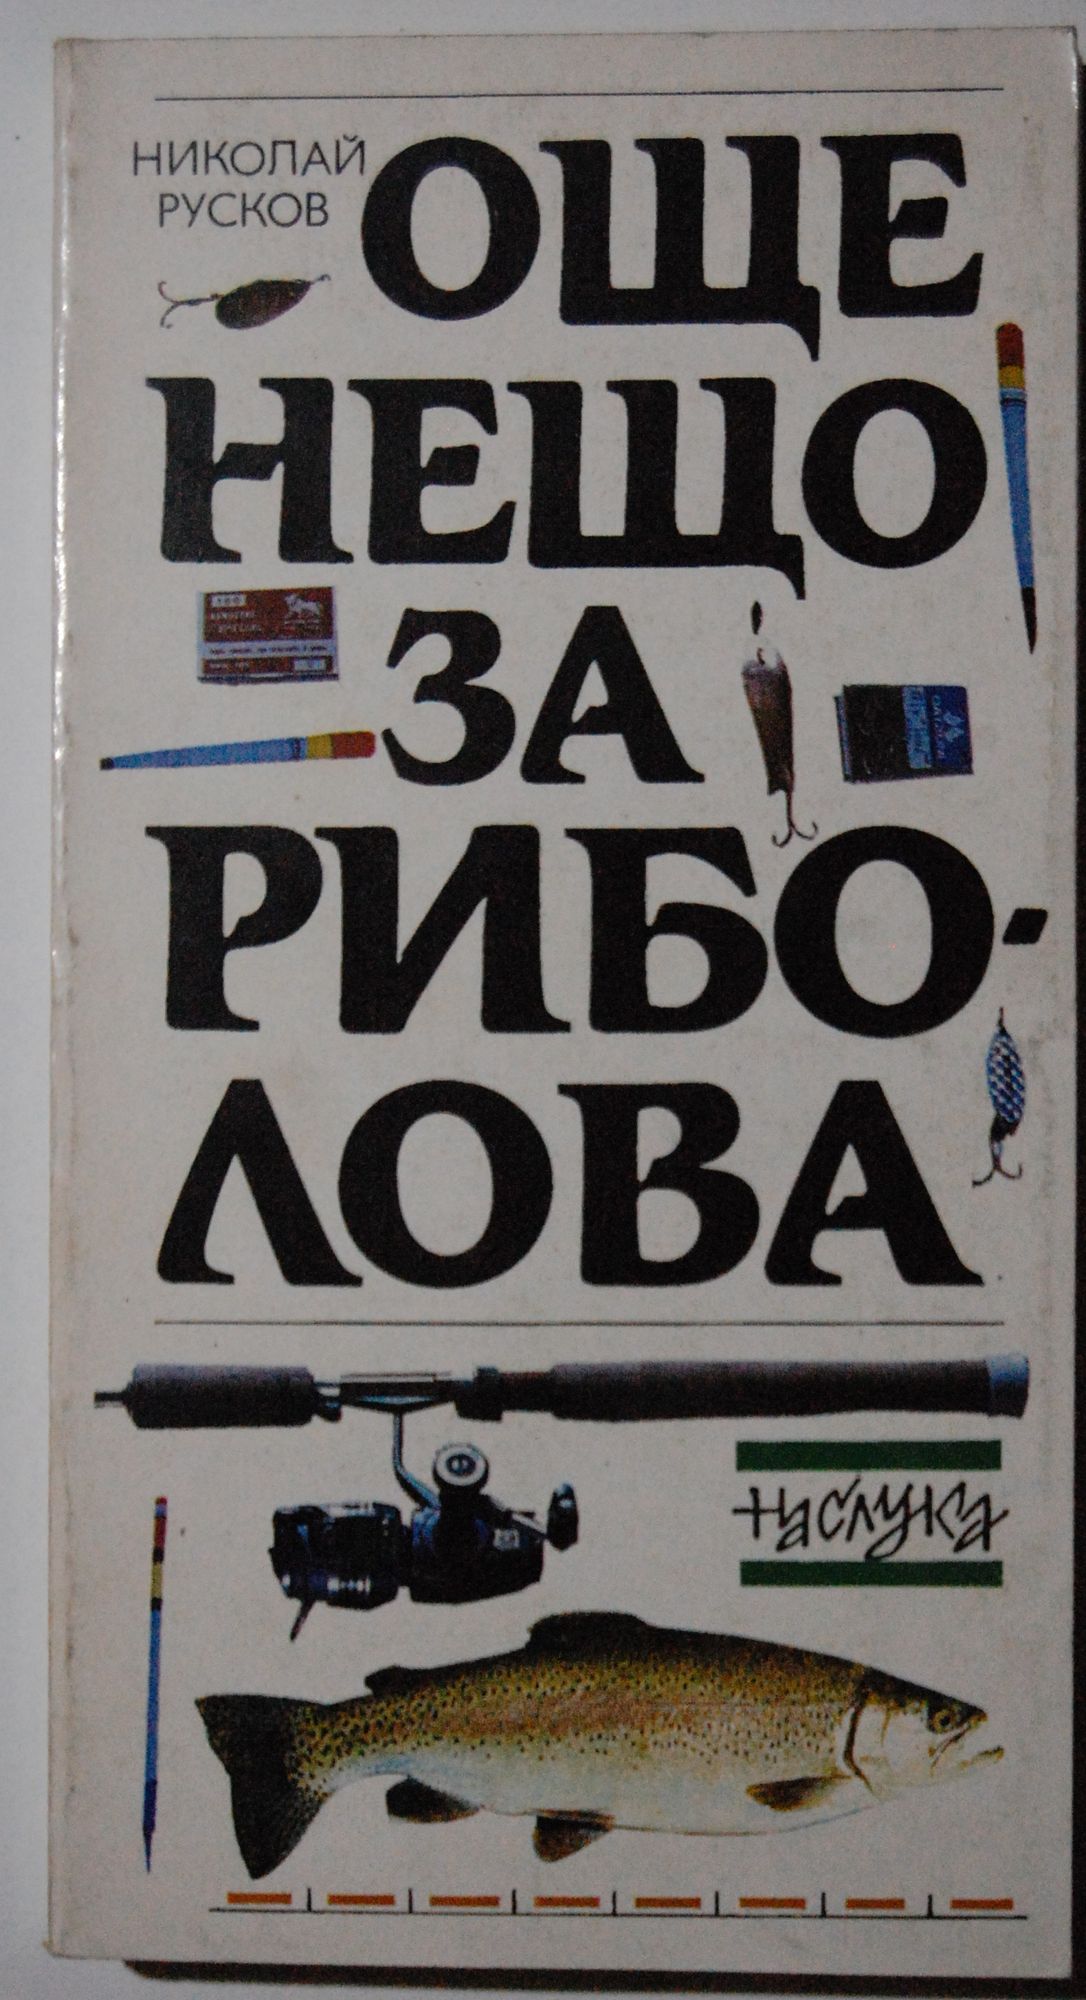 НИКОЛАЙ
РУСКОВ
ОЩЕ
НЕЩО
ЗА
РИБО-
ЛОВА
наслука